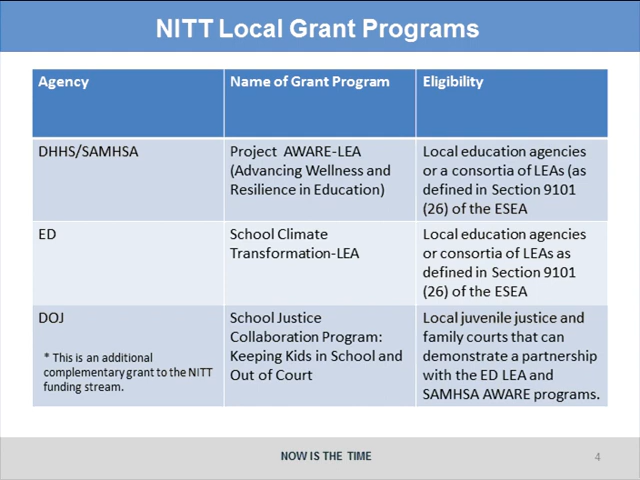 NITT Local Grant Programs
Agency
Name of Grant Program
Eligibility
DHHS/SAMHSA
Project AWARE-LEA
(Advancing Wellness and
Resilience in Education)
Local education agencies
or a consortia of LEAs (as
defined in Section 9101
(26) of the ESEA
ED
School Climate
Transformation-LEA
Local education agencies
or consortia of LEAs as
defined in Section 9101
(26) of the ESEA
DOJ
* This is an additional
complementary grant to the NITT
funding stream.
School Justice
Collaboration Program:
Keeping Kids in School and
Out of Court
Local juvenile justice and
family courts that can
demonstrate a partnership
with the ED LEA and
SAMHSA AWARE programs.
NOW IS THE TIME
4